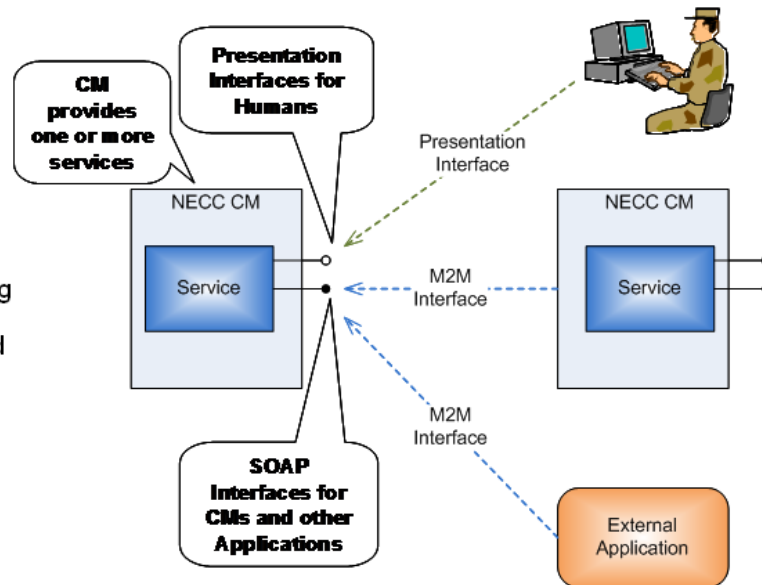 CM
provides
one or more
services
Presentation
Interfaces for
Humans
Presentation
Interface
NECC CM
Service
M2M
Interface
NECC CM
Service
M2M
Interface
SOAP
Interfaces for
CMs and other
Applications
External
Application